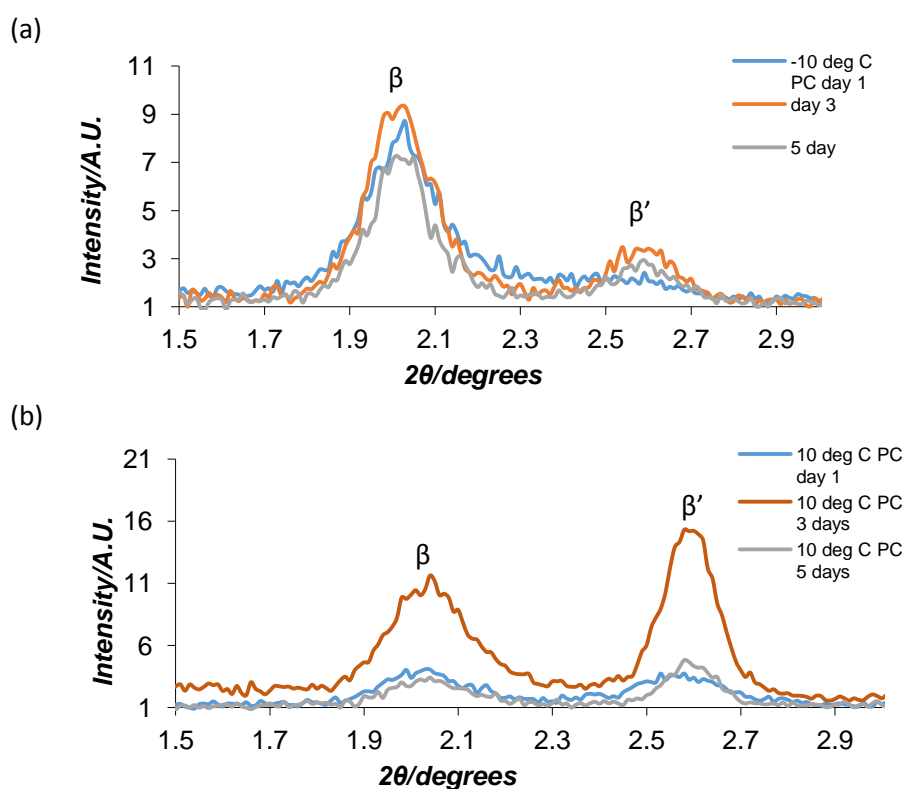 (a)
11
9
7
5
3
1
Intensity/A.U.
β
β’
-10 deg C
PC day 1
day 3
5 day
1.5 1.7 1.9 2.1 2.3 2.5 2.7 2.9
2θ/degrees
(b)
21
16
11
6
1
Intensity/A.U.
β
β’
10 deg C PC
day 1
10 deg C PC
3 days
10 deg C PC
5 days
1.5 1.7 1.9 2.1 2.3 2.5 2.7 2.9
2θ/degrees